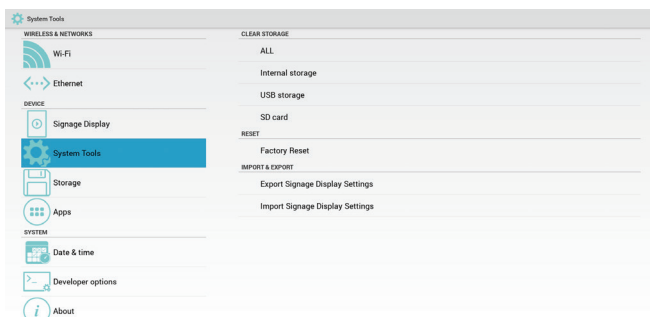 System Tools
WIRELESS & NETWORKS
Wi-Fi
Ethernet
DEVICE
Signage Display
System Tools
Storage
Apps
SYSTEM
Date & time
Developer options
About
CLEAR STORAGE
ALL
Internal storage
USB storage
SD card
RESET
Factory Reset
IMPORT & EXPORT
Export Signage Display Settings
Import Signage Display Settings